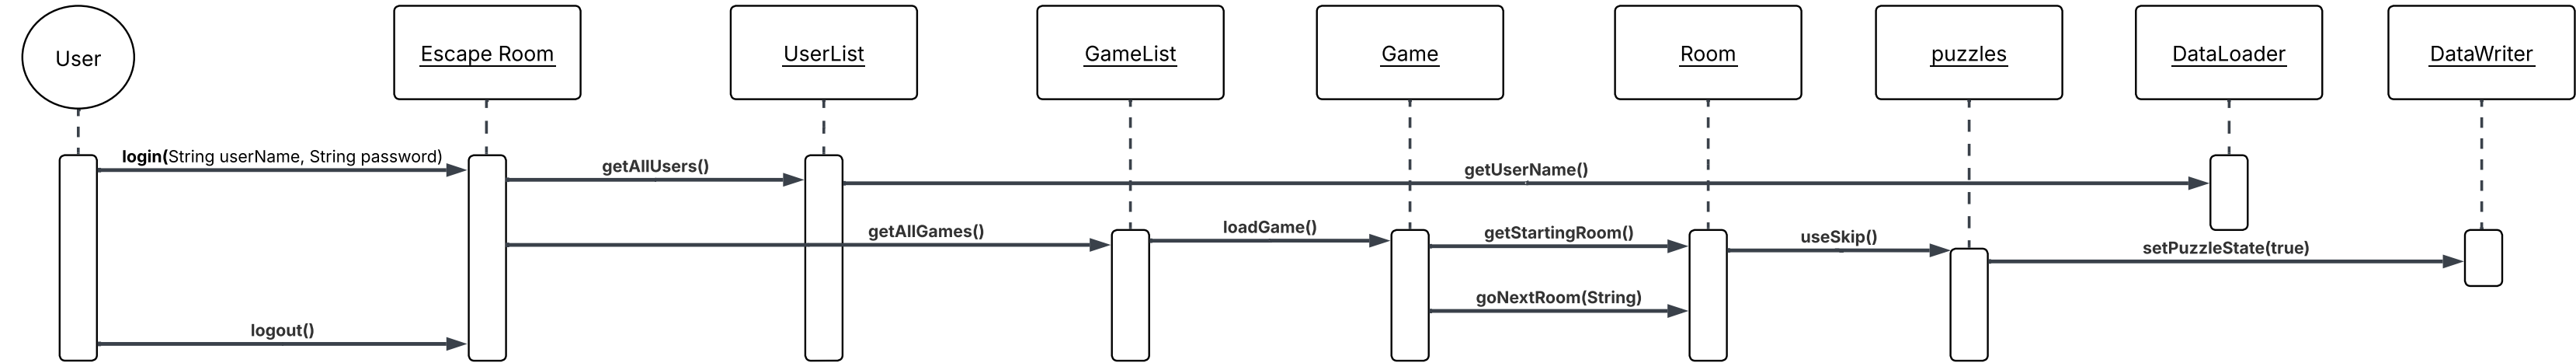 User
Escape Room
UserList
GameList
Game
Room
puzzles
DataLoader
DataWriter
login(String userName, String password)
getAllUsers()
getUserName()
getAllGames()
loadGame()
getStartingRoom()
useSkip()
setPuzzleState(true)
goNextRoom(String)
logout()